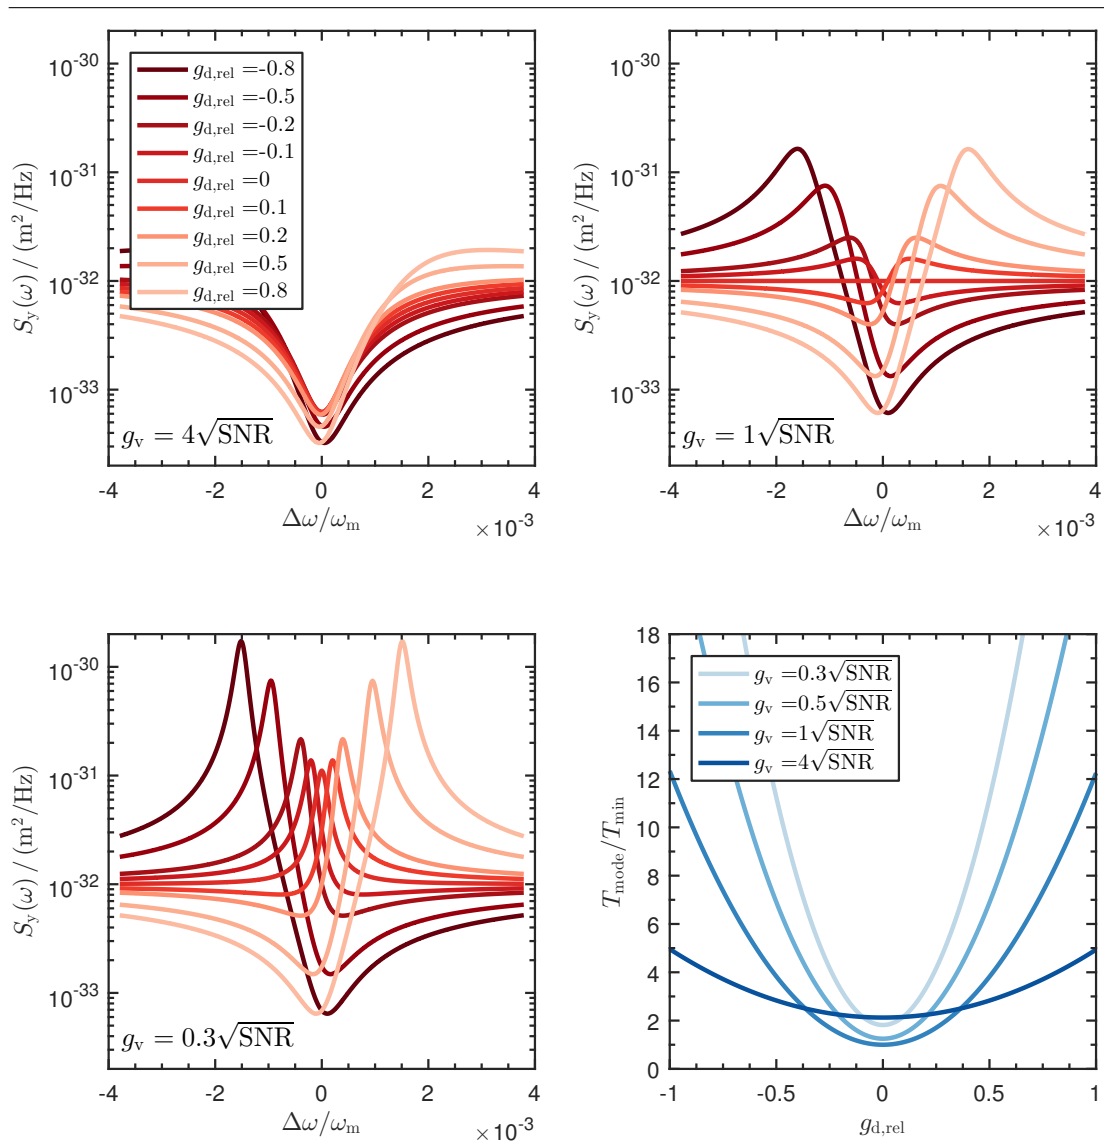 10^-30
10^-31
10^-32
10^-33
S_y(ω) / (m²/Hz)
g_d,rel =-0.8
g_d,rel =-0.5
g_d,rel =-0.2
g_d,rel =-0.1
g_d,rel =0
g_d,rel =0.1
g_d,rel =0.2
g_d,rel =0.5
g_d,rel =0.8
g_v = 4√SNR
-4 -2 0 2 4
Δω/ω_m
×10^-3
10^-30
10^-31
10^-32
10^-33
S_y(ω) / (m²/Hz)
g_v = 1√SNR
-4 -2 0 2 4
Δω/ω_m
×10^-3
10^-30
10^-31
10^-32
10^-33
S_y(ω) / (m²/Hz)
g_v = 0.3√SNR
-4 -2 0 2 4
Δω/ω_m
×10^-3
18
16
14
12
10
8
6
4
2
0
T_mode/T_min
g_v =0.3√SNR
g_v =0.5√SNR
g_v =1√SNR
g_v =4√SNR
-1 -0.5 0 0.5 1
g_d,rel